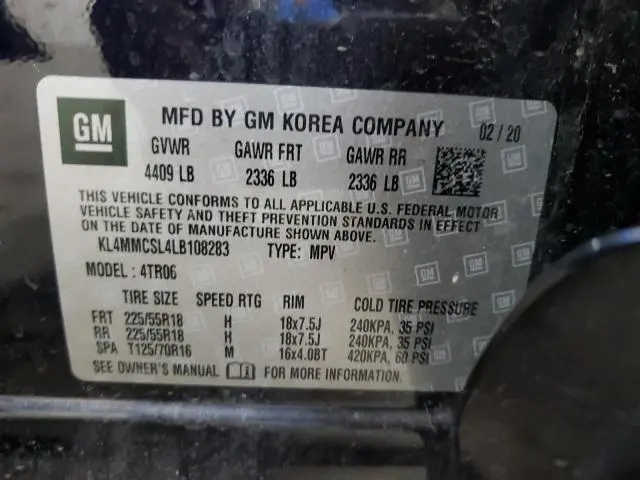 GM
MFD BY GM KOREA COMPANY 02 / 20
GVWR GAWR FRT GAWR RR
4409 LB 2336 LB 2336 LB
THIS VEHICLE CONFORMS TO ALL APPLICABLE U.S. FEDERAL MOTOR
VEHICLE SAFETY AND THEFT PREVENTION STANDARDS IN EFFECT
ON THE DATE OF MANUFACTURE SHOWN ABOVE.
KL4MMCSL4LB108283 TYPE: MPV
MODEL : 4TR06
TIRE SIZE SPEED RTG RIM COLD TIRE PRESSURE
FRT 225/55R18 H 18x7.5J 240KPA, 35 PSI
RR 225/55R18 H 18x7.5J 240KPA, 35 PSI
SPA T125/70R16 M 16x4.0BT 420KPA, 60 PSI
SEE OWNER'S MANUAL FOR MORE INFORMATION.